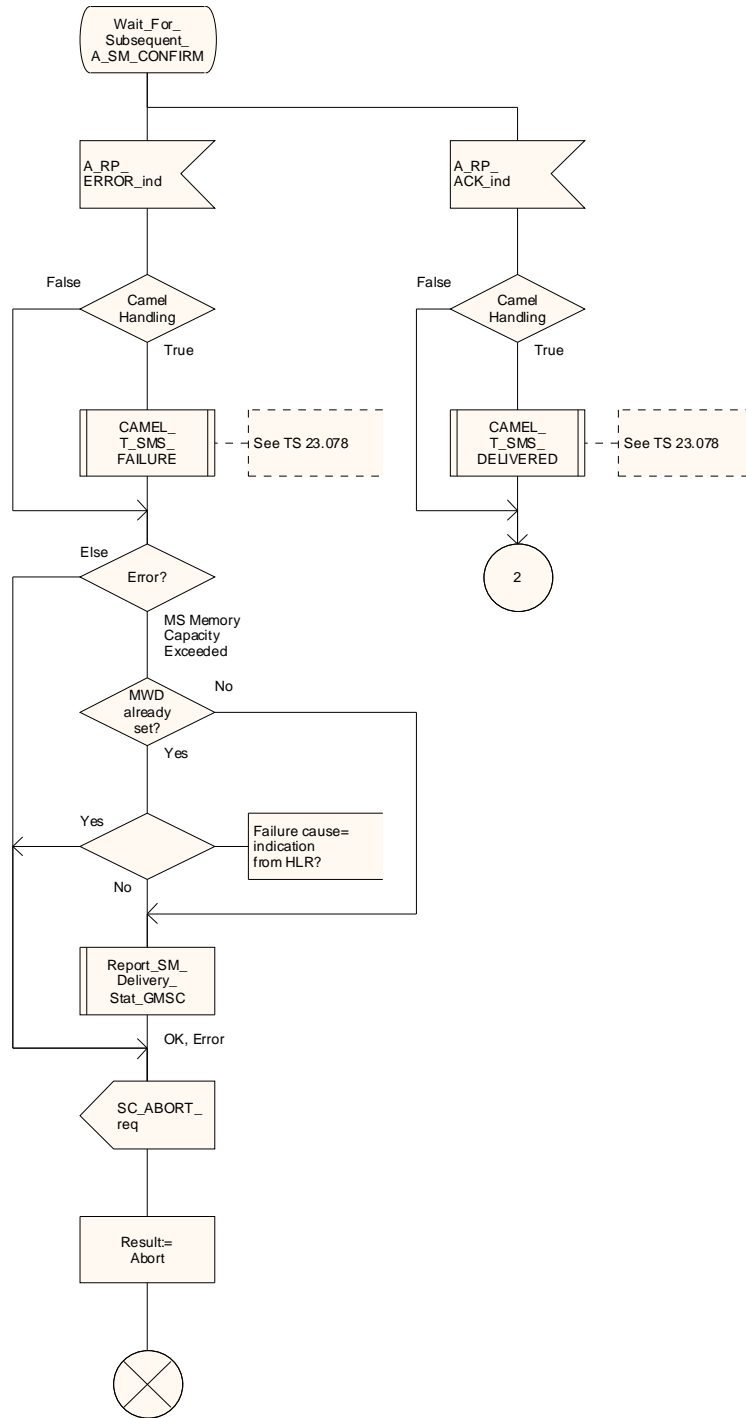 Wait_For_
Subsequent_
A_SM_CONFIRM
A_RP_
ERROR_ind
A_RP_
ACK_ind
False
Camel
Handling
True
False
Camel
Handling
True
CAMEL_
T_SMS_
FAILURE
See TS 23.078
CAMEL_
T_SMS_
DELIVERED
See TS 23.078
Else
Error?
2
MS Memory
Capacity
Exceeded
MWD
already
set?
No
Yes
Yes
Failure cause=
indication
from HLR?
No
Report_SM_
Delivery_
Stat_GMSC
OK, Error
SC_ABORT_
req
Result:=
Abort